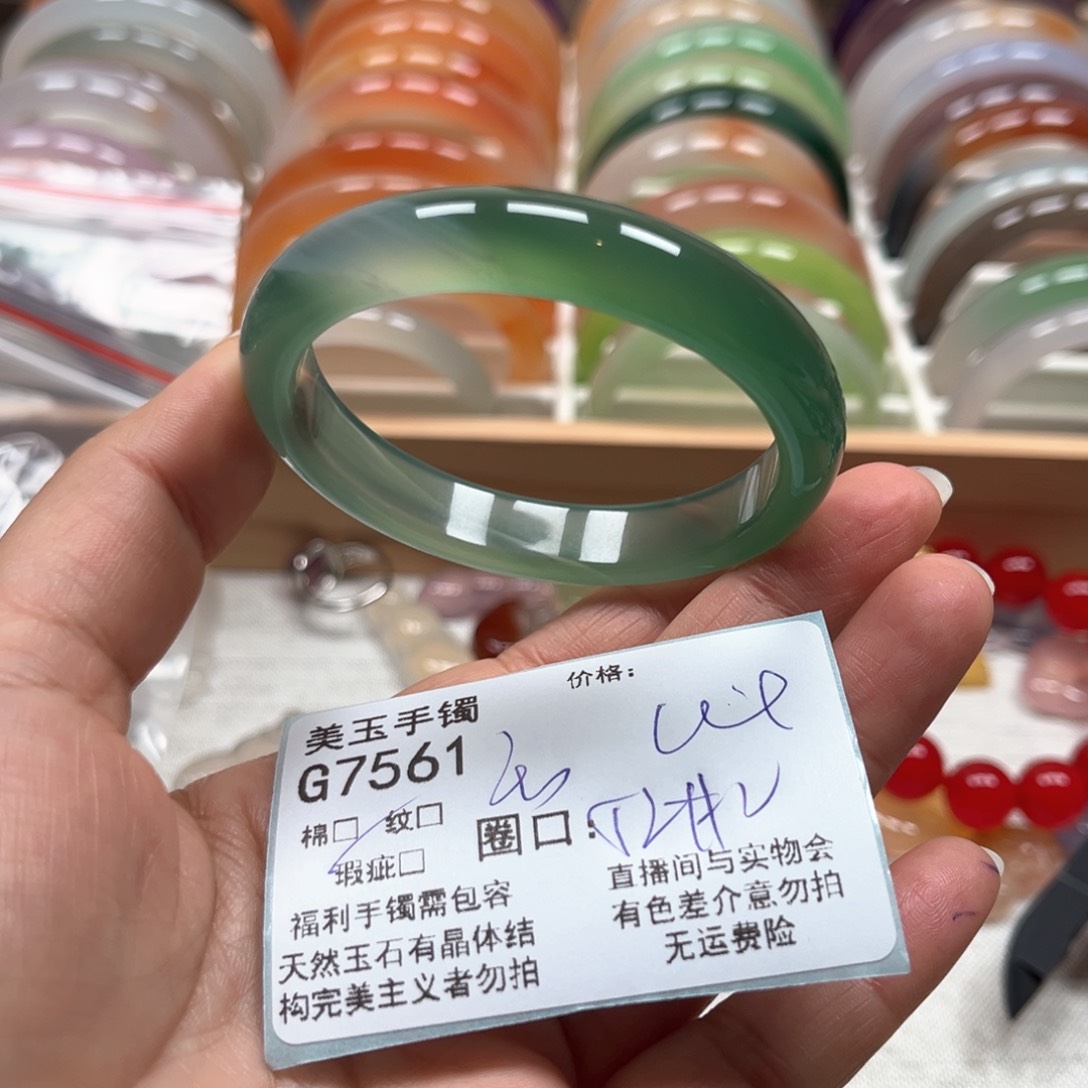 价格：
美玉手镯
G7561
棉□ 纹□
圈口：
瑕疵□
福利手镯需包容
天然玉石有晶体结
构完美主义者勿拍
直播间与实物会
有色差介意勿拍
无运费险